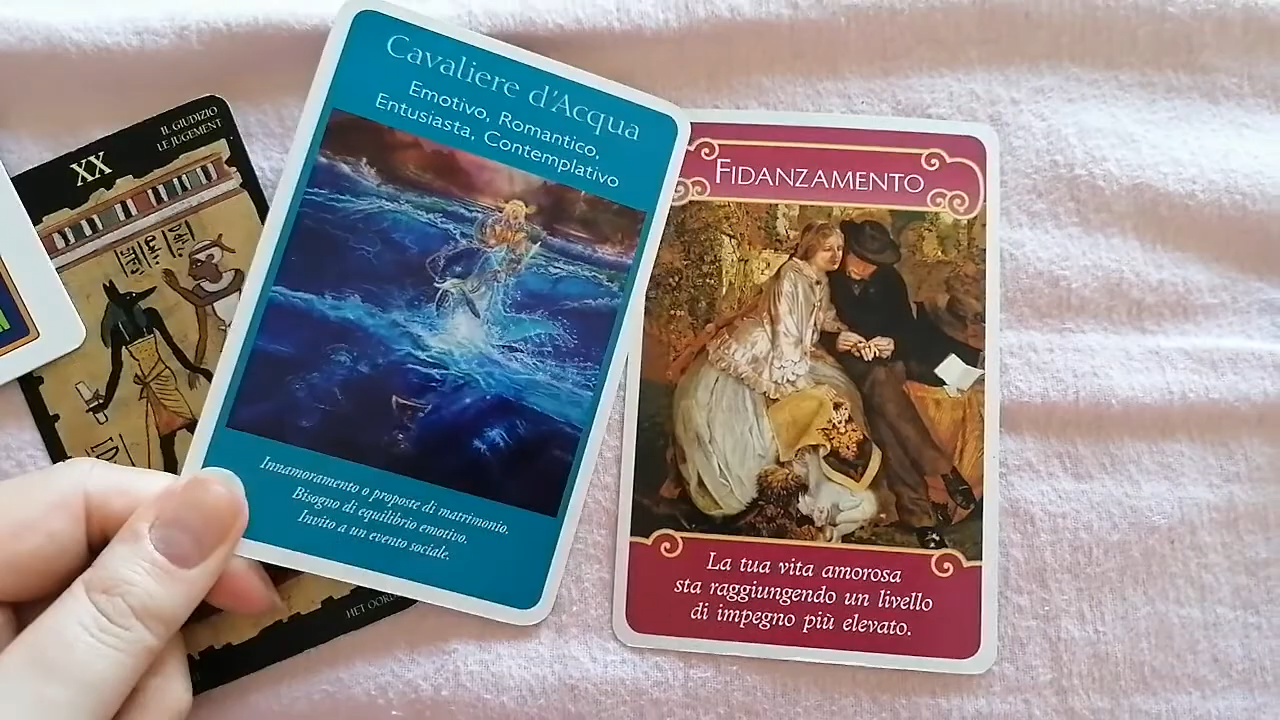 IL GIUDIZIO
LE JUGEMENT
XX
Cavaliere d'Acqua
Emotivo, Romantico,
Entusiasta, Contemplativo
Innamoramento o proposte di matrimonio.
Bisogno di equilibrio emotivo.
Invito a un evento sociale.
HET
FIDANZAMENTO
La tua vita amorosa
sta raggiungendo un livello
di impegno più elevato.